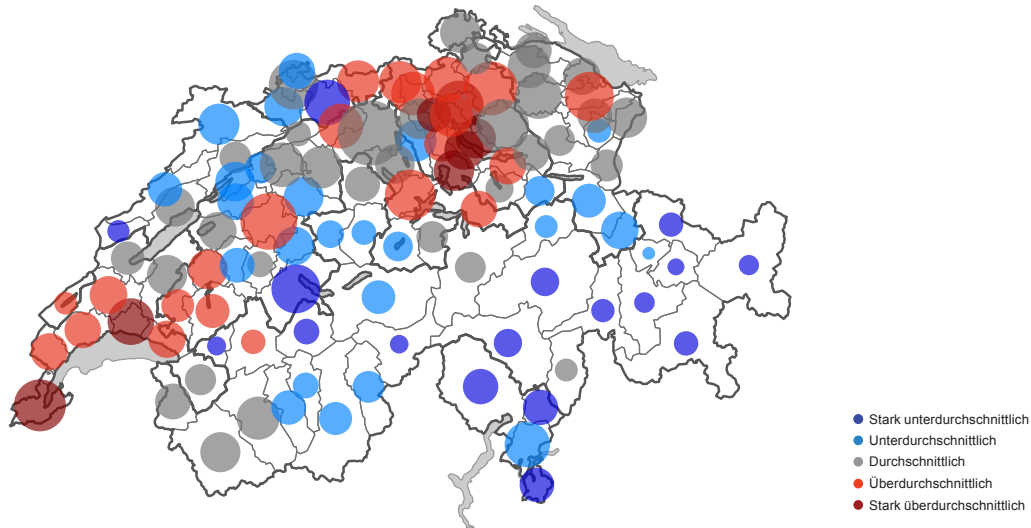 Stark unterdurchschnittlich
Unterdurchschnittlich
Durchschnittlich
Überdurchschnittlich
Stark überdurchschnittlich